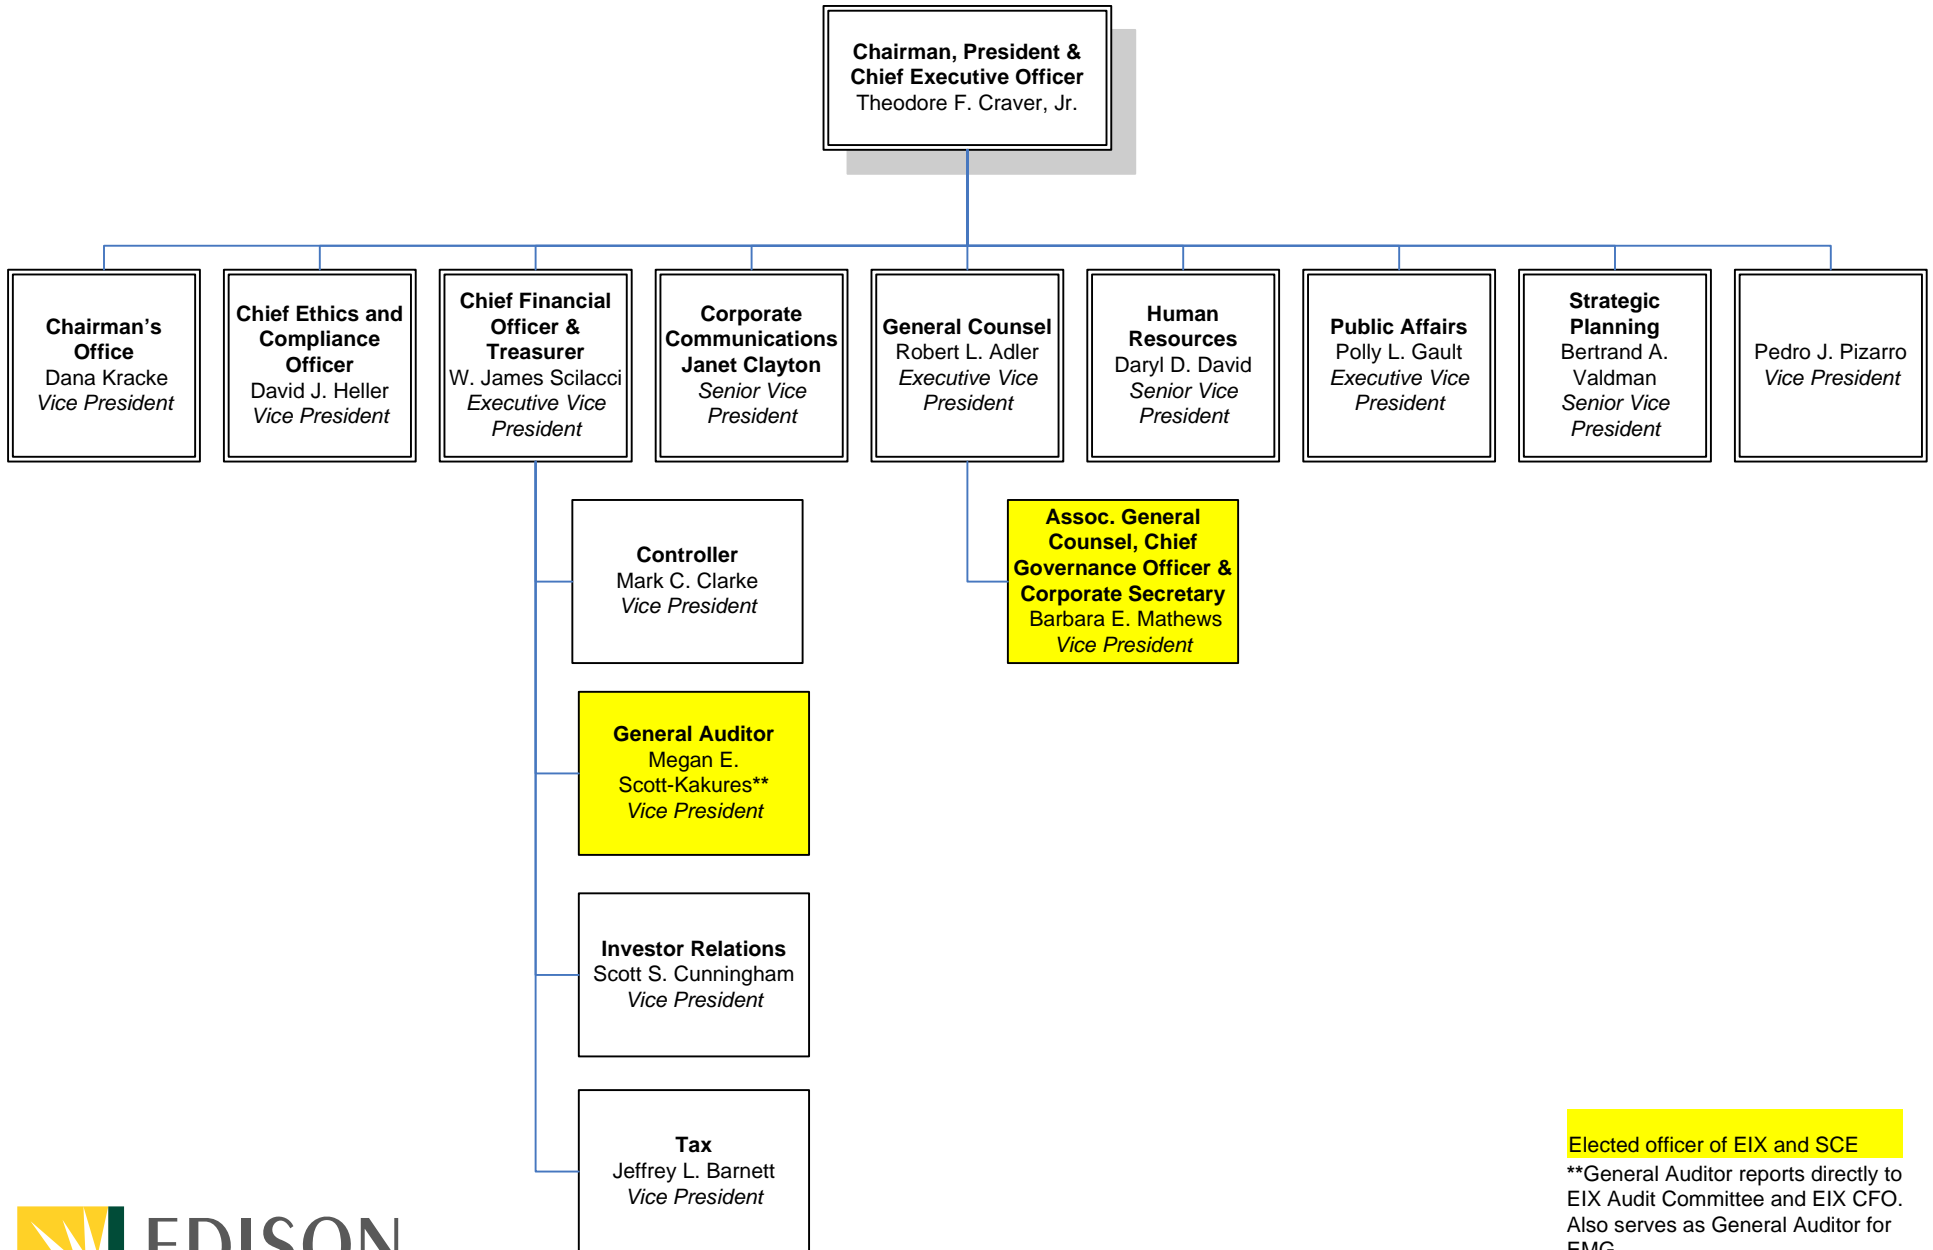 Chairman, President &
Chief Executive Officer
Theodore F. Craver, Jr.
Chairman’s
Office
Dana Kracke
Vice President
Chief Ethics and
Compliance
Officer
David J. Heller
Vice President
Chief Financial
Officer &
Treasurer
W. James Scilacci
Executive Vice
President
Corporate
Communications
Janet Clayton
Senior Vice
President
General Counsel
Robert L. Adler
Executive Vice
President
Human
Resources
Daryl D. David
Senior Vice
President
Public Affairs
Polly L. Gault
Executive Vice
President
Strategic
Planning
Bertrand A.
Valdman
Senior Vice
President
Pedro J. Pizarro
Vice President
Controller
Mark C. Clarke
Vice President
Assoc. General
Counsel, Chief
Governance Officer &
Corporate Secretary
Barbara E. Mathews
Vice President
General Auditor
Megan E.
Scott-Kakures**
Vice President
Investor Relations
Scott S. Cunningham
Vice President
Tax
Jeffrey L. Barnett
Vice President
Elected officer of EIX and SCE
**General Auditor reports directly to
EIX Audit Committee and EIX CFO.
Also serves as General Auditor for
EMG
EDISON